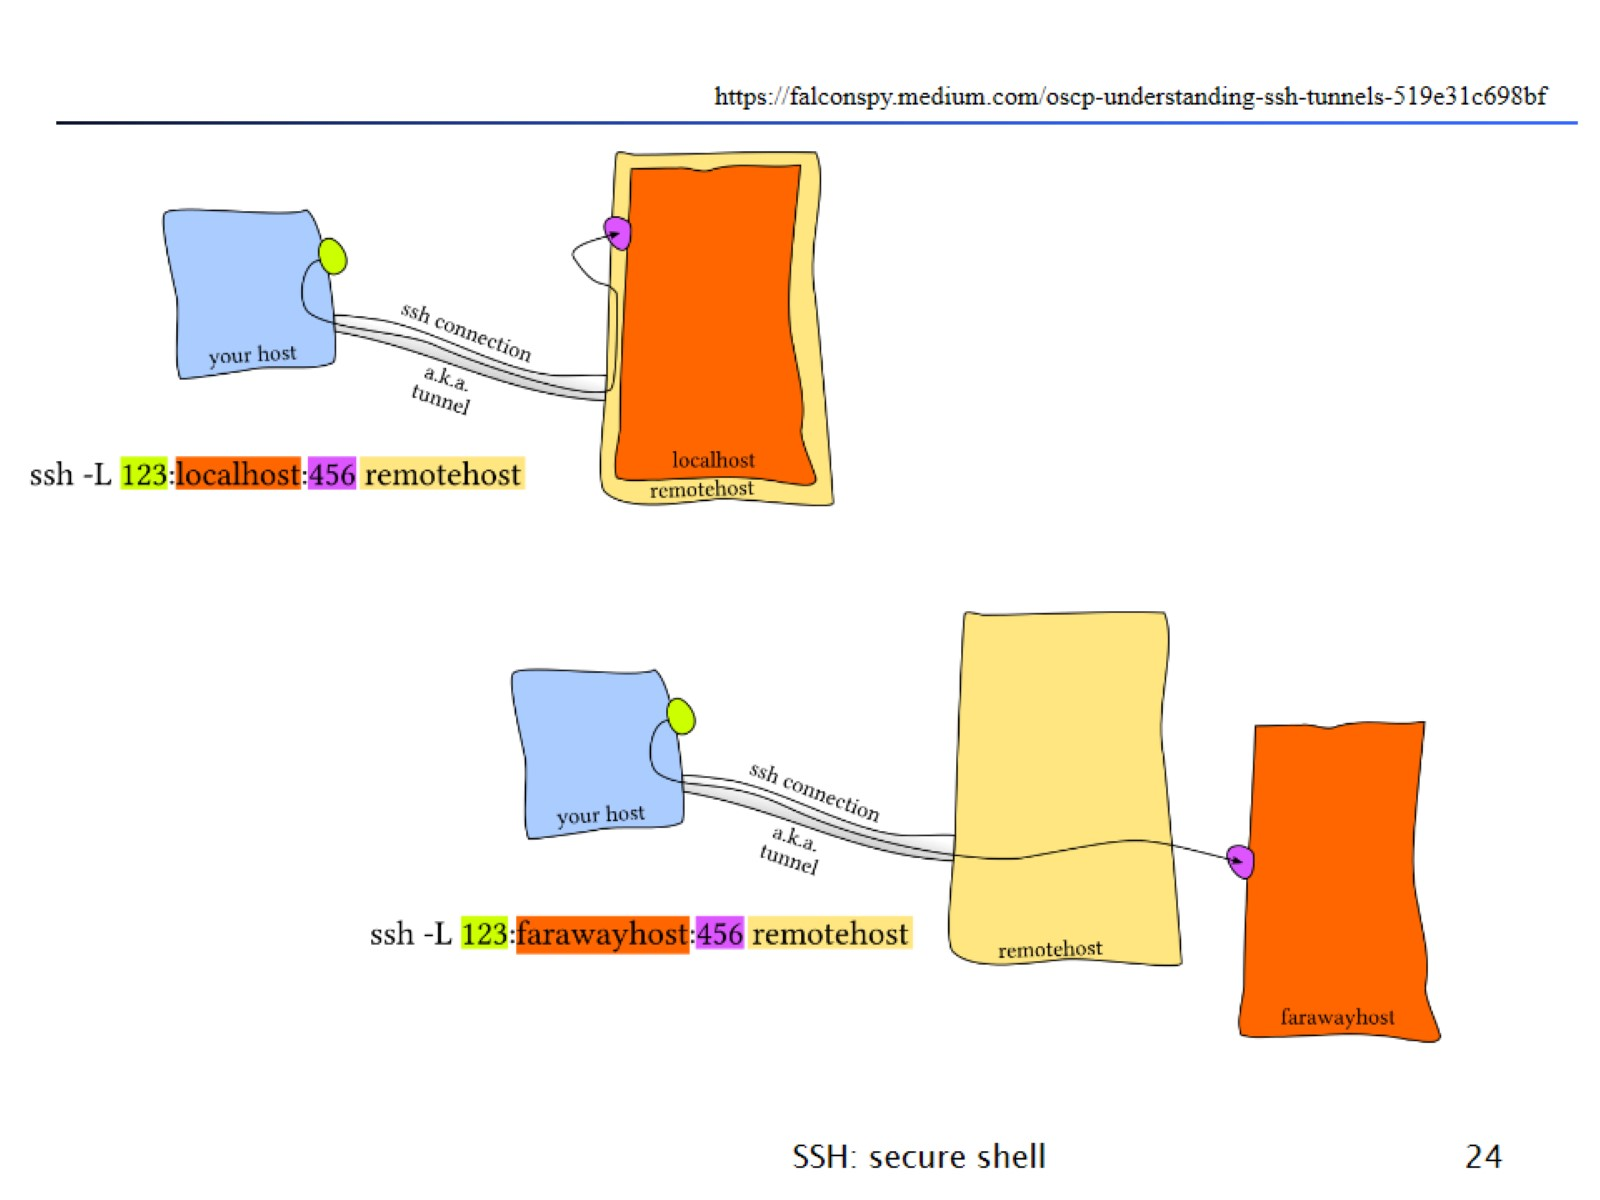 https://falconspy.medium.com/oscp-understanding-ssh-tunnels-519e31c698bf
your host
ssh connection
a.k.a.
tunnel
localhost
remotehost
ssh -L 123:localhost:456 remotehost
your host
ssh connection
a.k.a.
tunnel
remotehost
farawayhost
ssh -L 123:farawayhost:456 remotehost
SSH: secure shell
24